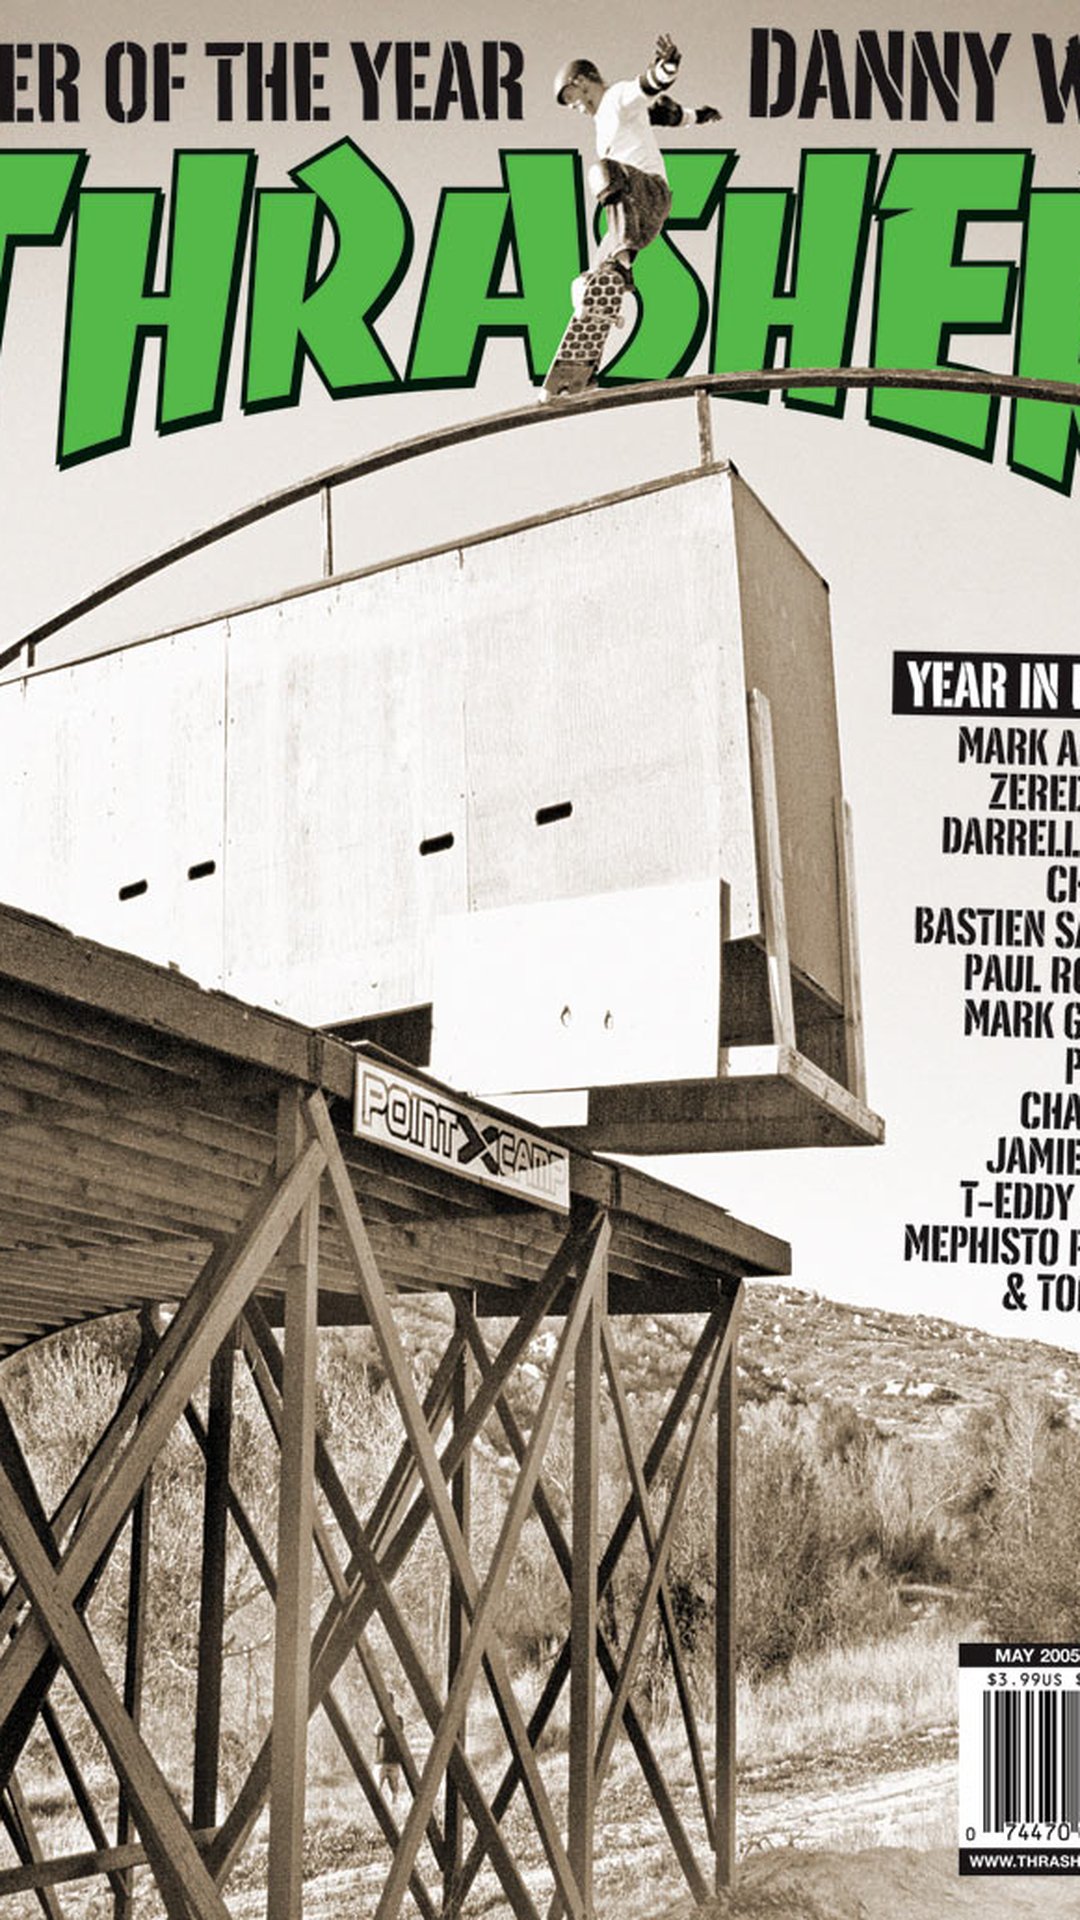 ER OF THE YEAR DANNY W
THRASHER
YEAR IN
MARK A
ZERED
DARRELL
CH
BASTIEN SA
PAUL RO
MARK G
P
CHA
JAMIE
T-EDDY
MEPHISTO F
& TO
POINT X CAMP
MAY 2005
$3.99US $
0 74470
WWW.THRASH